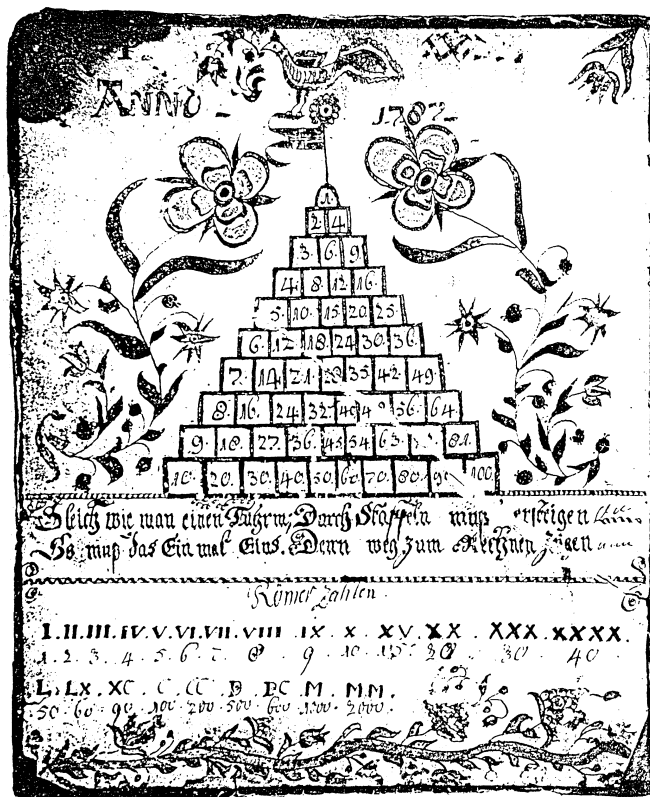 ANNO 1787.
1
2. 4.
3. 6. 9.
4. 8. 12. 16.
5. 10. 15. 20. 25.
6. 12. 18. 24. 30. 36.
7. 14. 21. 28. 35. 42. 49.
8. 16. 24. 32. 40. 48. 56. 64.
9. 18. 27. 36. 45. 54. 63. 81.
10. 20. 30. 40. 50. 60. 70. 80. 90. 100.
Gleich wie man einen Tuhrm, Durch Staffeln muß ersteigen
So muß das Ein mal Eins. Denn weg Zum Rechnen Zeigen
Römer Zahlen.
I. II. III. IV. V. VI. VII. VIII. IX. X. XV. XX. XXX. XXXX.
1. 2. 3. 4. 5. 6. 7. 8. 9. 10. 15. 20. 30. 40.
L. LX. XC. C. CC. D. DC. M. MM.
50. 60. 90. 100. 200. 500. 600. 1000. 2000.